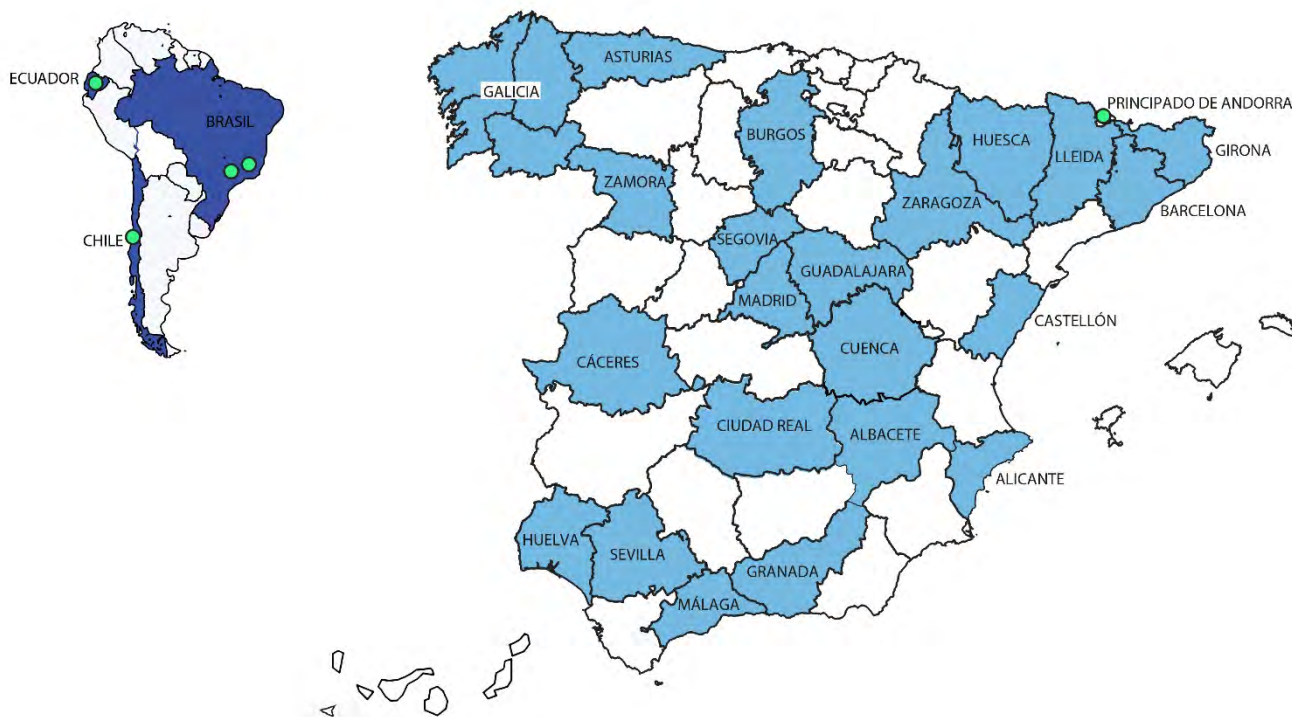 ECUADOR
BRASIL
CHILE
ASTURIAS
GALICIA
BURGOS
PRINCIPADO DE ANDORRA
HUESCA
LLEIDA
GIRONA
ZAMORA
ZARAGOZA
BARCELONA
SEGOVIA
GUADALAJARA
MADRID
CASTELLÓN
CUENCA
CÁCERES
CIUDAD REAL
ALBACETE
ALICANTE
HUELVA
SEVILLA
GRANADA
MÁLAGA